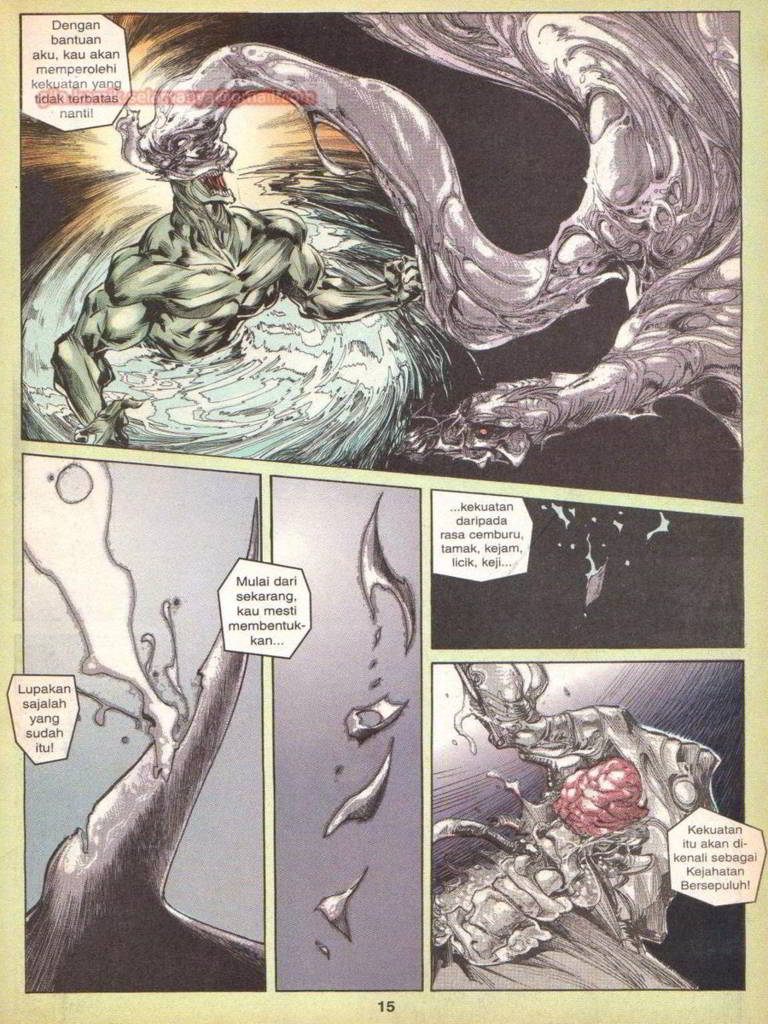 Dengan
bantuan
aku, kau akan
memperolehi
kekuatan yang
tidak terbatas
nanti!
Lupakan
sajalah
yang
sudah
itu!
Mulai dari
sekarang,
kau mesti
membentuk-
kan...
...kekuatan
daripada
rasa cemburu,
tamak, kejam,
licik, keji...
Kekuatan
itu akan di-
kenali sebagai
Kejahatan
Bersepuluh!
15